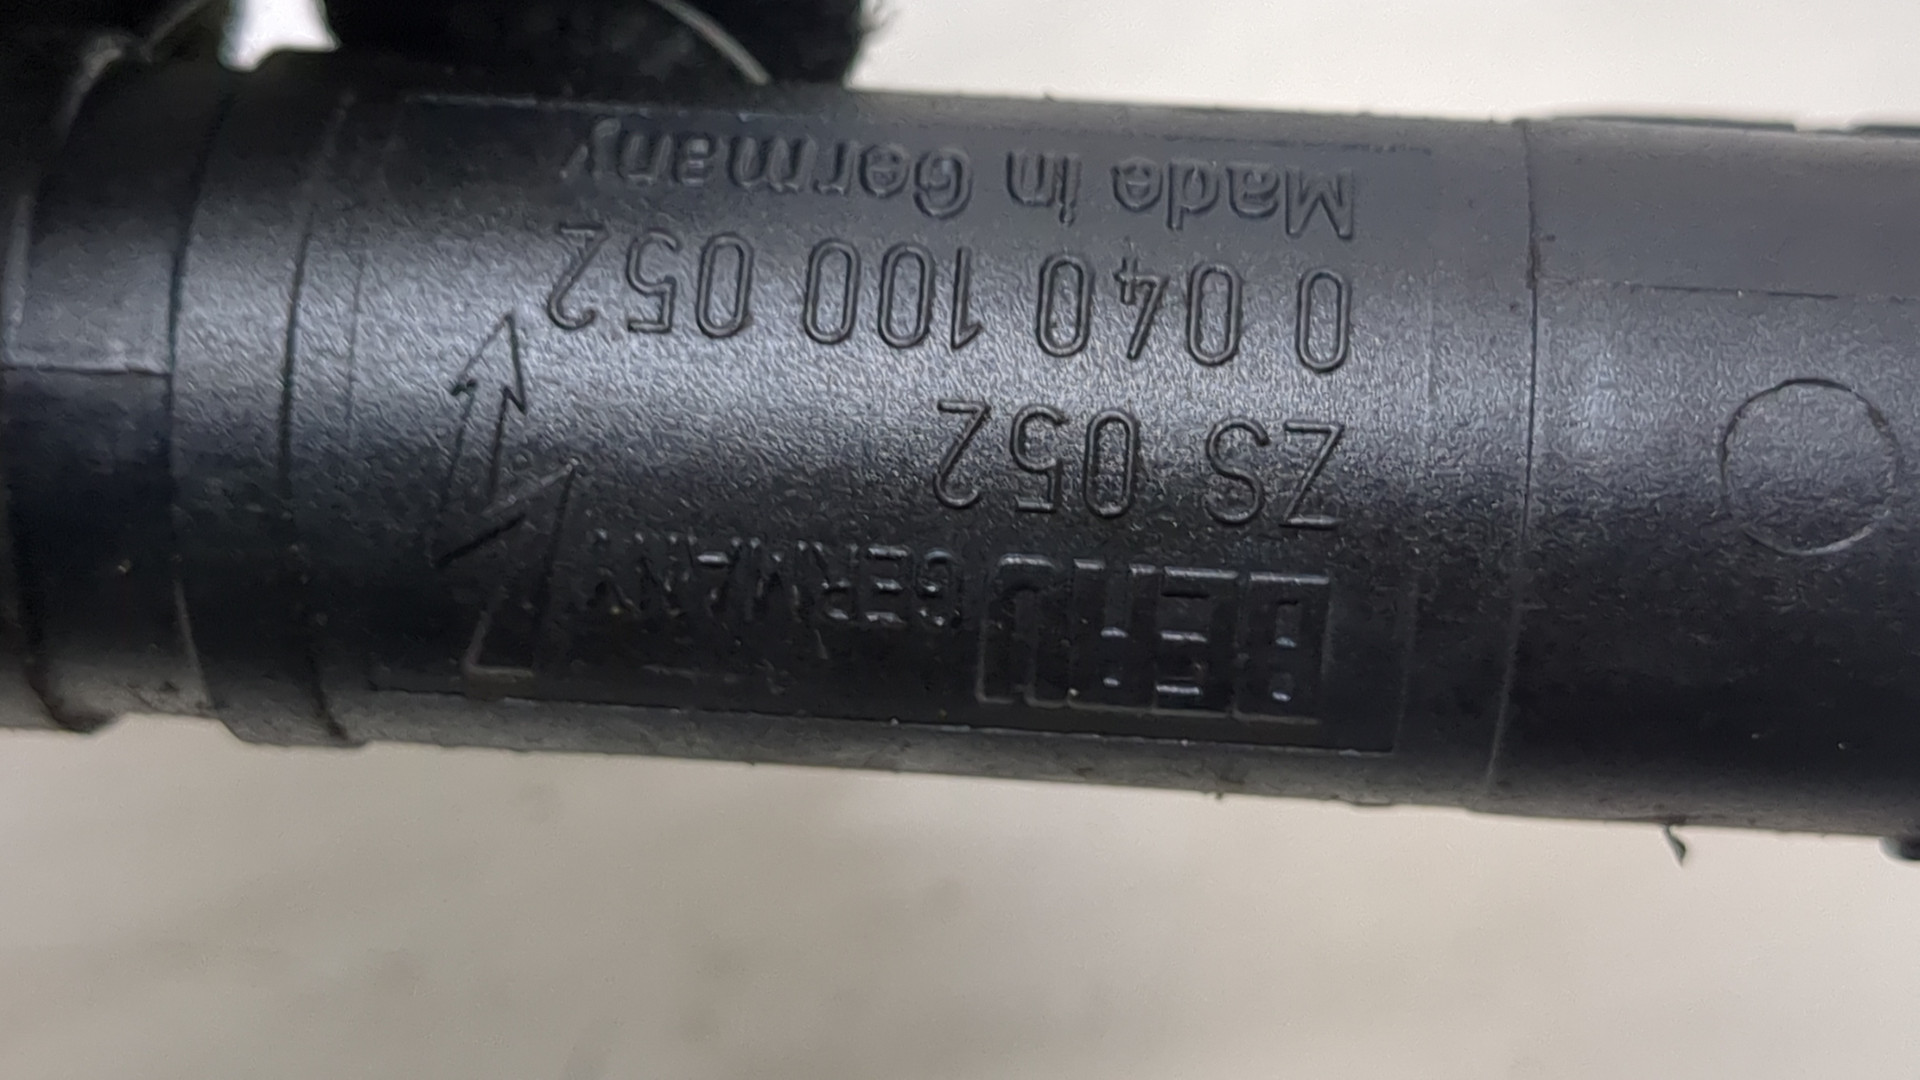 BERU GERMANY
ZS 052
0 040 100 052
Made in Germany